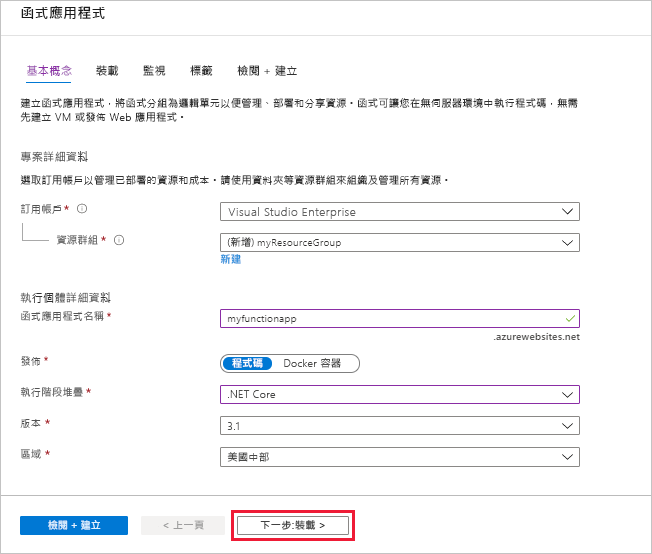 函式應用程式
基本概念 裝載 監視 標籤 檢閱 + 建立
建立函式應用程式，將函式分組為邏輯單元以便管理、部署和分享資源。函式可讓您在無伺服器環境中執行程式碼，無需
先建立 VM 或發佈 Web 應用程式。
專案詳細資料
選取訂用帳戶以管理已部署的資源和成本。請使用資料夾等資源群組來組織及管理所有資源。
訂用帳戶 * Visual Studio Enterprise
資源群組 * (新增) myResourceGroup
新建
執行個體詳細資料
函式應用程式名稱 * myfunctionapp
.azurewebsites.net
發佈 * 程式碼 Docker 容器
執行階段堆疊 * .NET Core
版本 * 3.1
區域 * 美國中部
檢閱 + 建立 < 上一頁 下一步:裝載 >